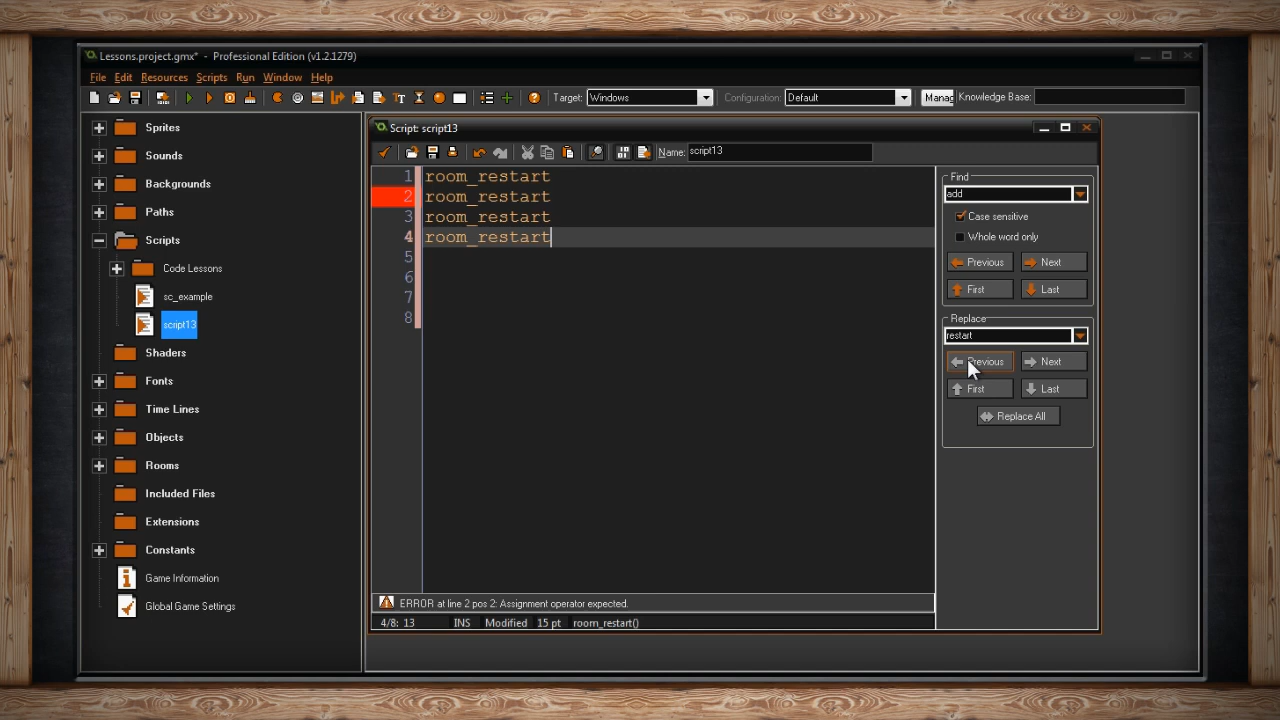 Lessons.project.gmx* - Professional Edition (v1.2.1279)
File Edit Resources Scripts Run Window Help
Target: Windows Configuration: Default Manag Knowledge Base:
Sprites
Sounds
Backgrounds
Paths
Scripts
Code Lessons
sc_example
script13
Shaders
Fonts
Time Lines
Objects
Rooms
Included Files
Extensions
Constants
Game Information
Global Game Settings
Script: script13
Name: script13
1 room_restart
2 room_restart
3 room_restart
4 room_restart
5
6
7
8
ERROR at line 2 pos 2: Assignment operator expected.
4/8: 13 INS Modified 15 pt room_restart()
Find
add
Case sensitive
Whole word only
Previous Next
First Last
Replace
restart
Previous Next
First Last
Replace All